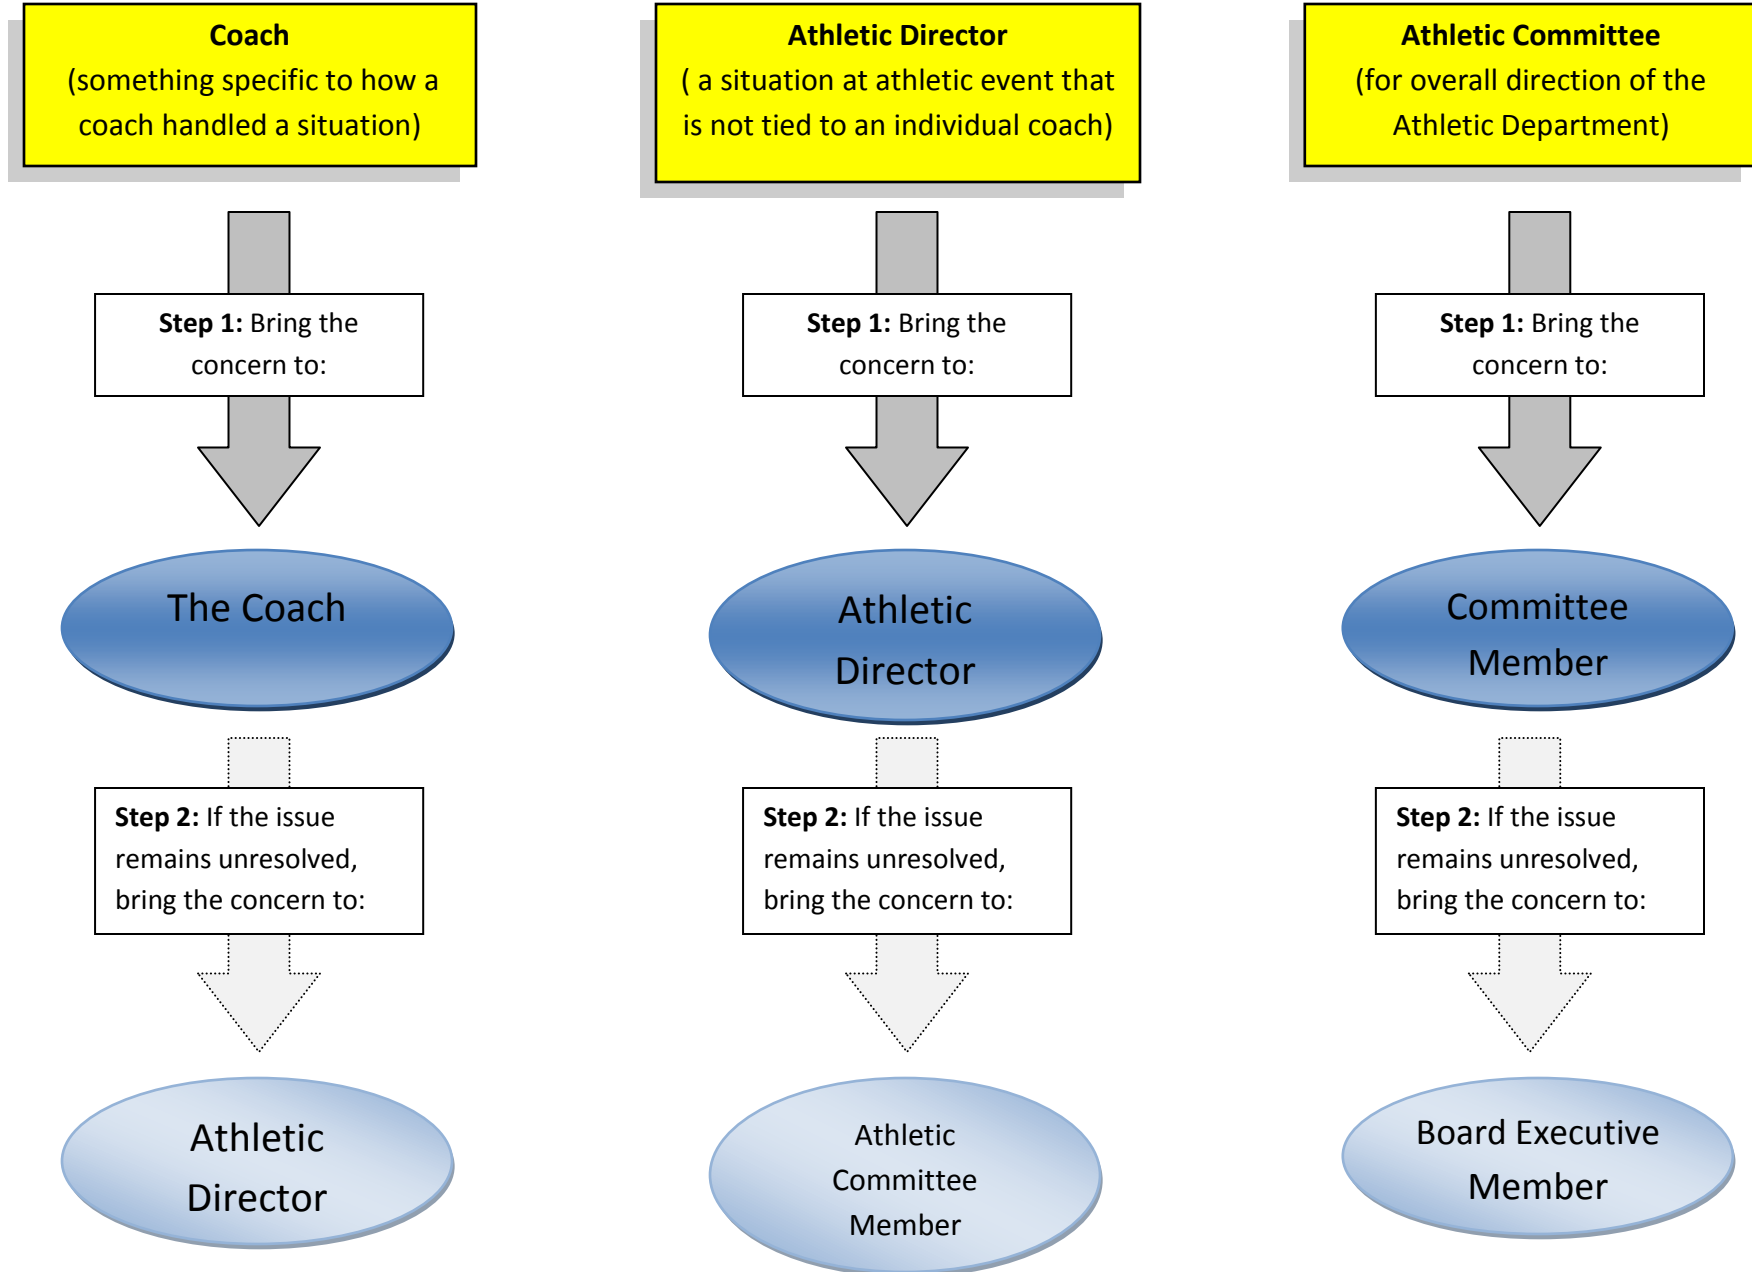 Coach
(something specific to how a
coach handled a situation)
Step 1: Bring the
concern to:
The Coach
Step 2: If the issue
remains unresolved,
bring the concern to:
Athletic
Director
Athletic Director
( a situation at athletic event that
is not tied to an individual coach)
Step 1: Bring the
concern to:
Athletic
Director
Step 2: If the issue
remains unresolved,
bring the concern to:
Athletic
Committee
Member
Athletic Committee
(for overall direction of the
Athletic Department)
Step 1: Bring the
concern to:
Committee
Member
Step 2: If the issue
remains unresolved,
bring the concern to:
Board Executive
Member